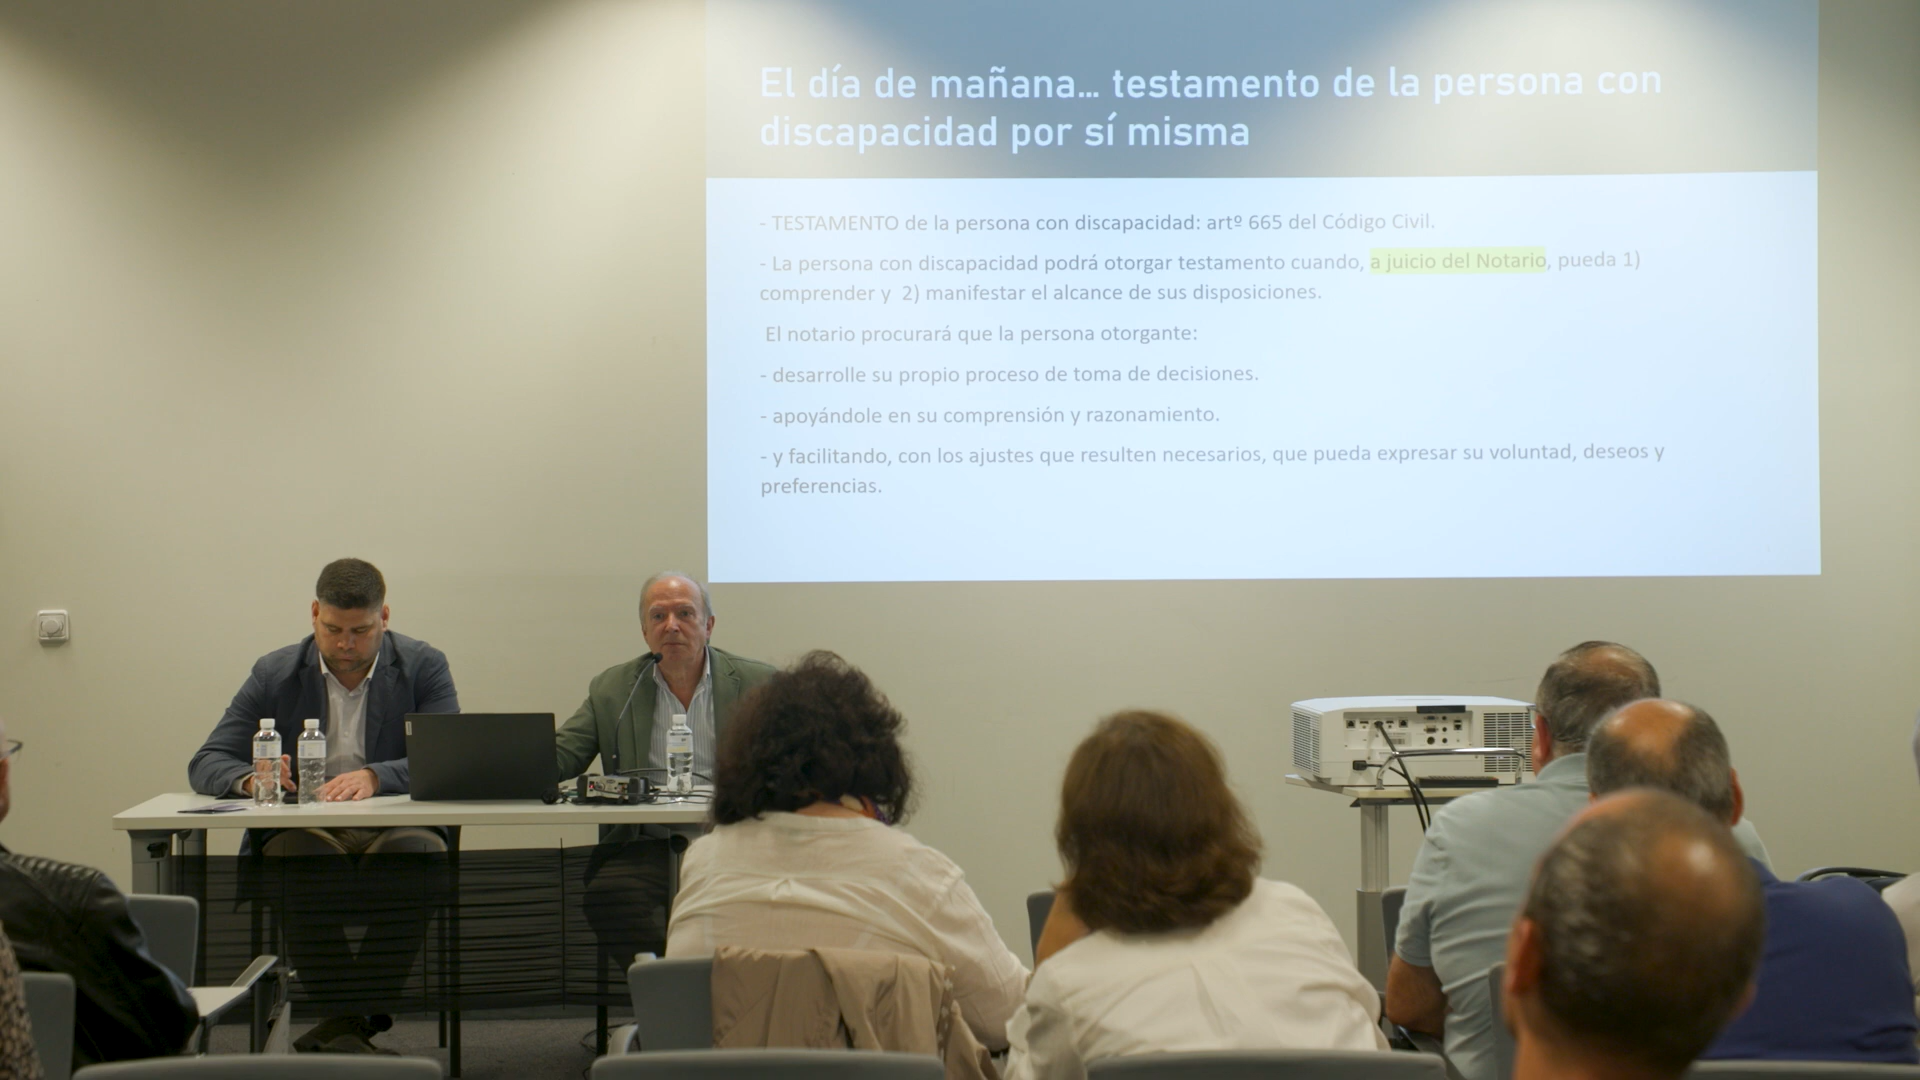 El día de mañana... testamento de la persona con
discapacidad por sí misma
- TESTAMENTO de la persona con discapacidad: artº 665 del Código Civil.
- La persona con discapacidad podrá otorgar testamento cuando, a juicio del Notario, pueda 1)
comprender y  2) manifestar el alcance de sus disposiciones.
El notario procurará que la persona otorgante:
- desarrolle su propio proceso de toma de decisiones.
- apoyándole en su comprensión y razonamiento.
- y facilitando, con los ajustes que resulten necesarios, que pueda expresar su voluntad, deseos y
preferencias.